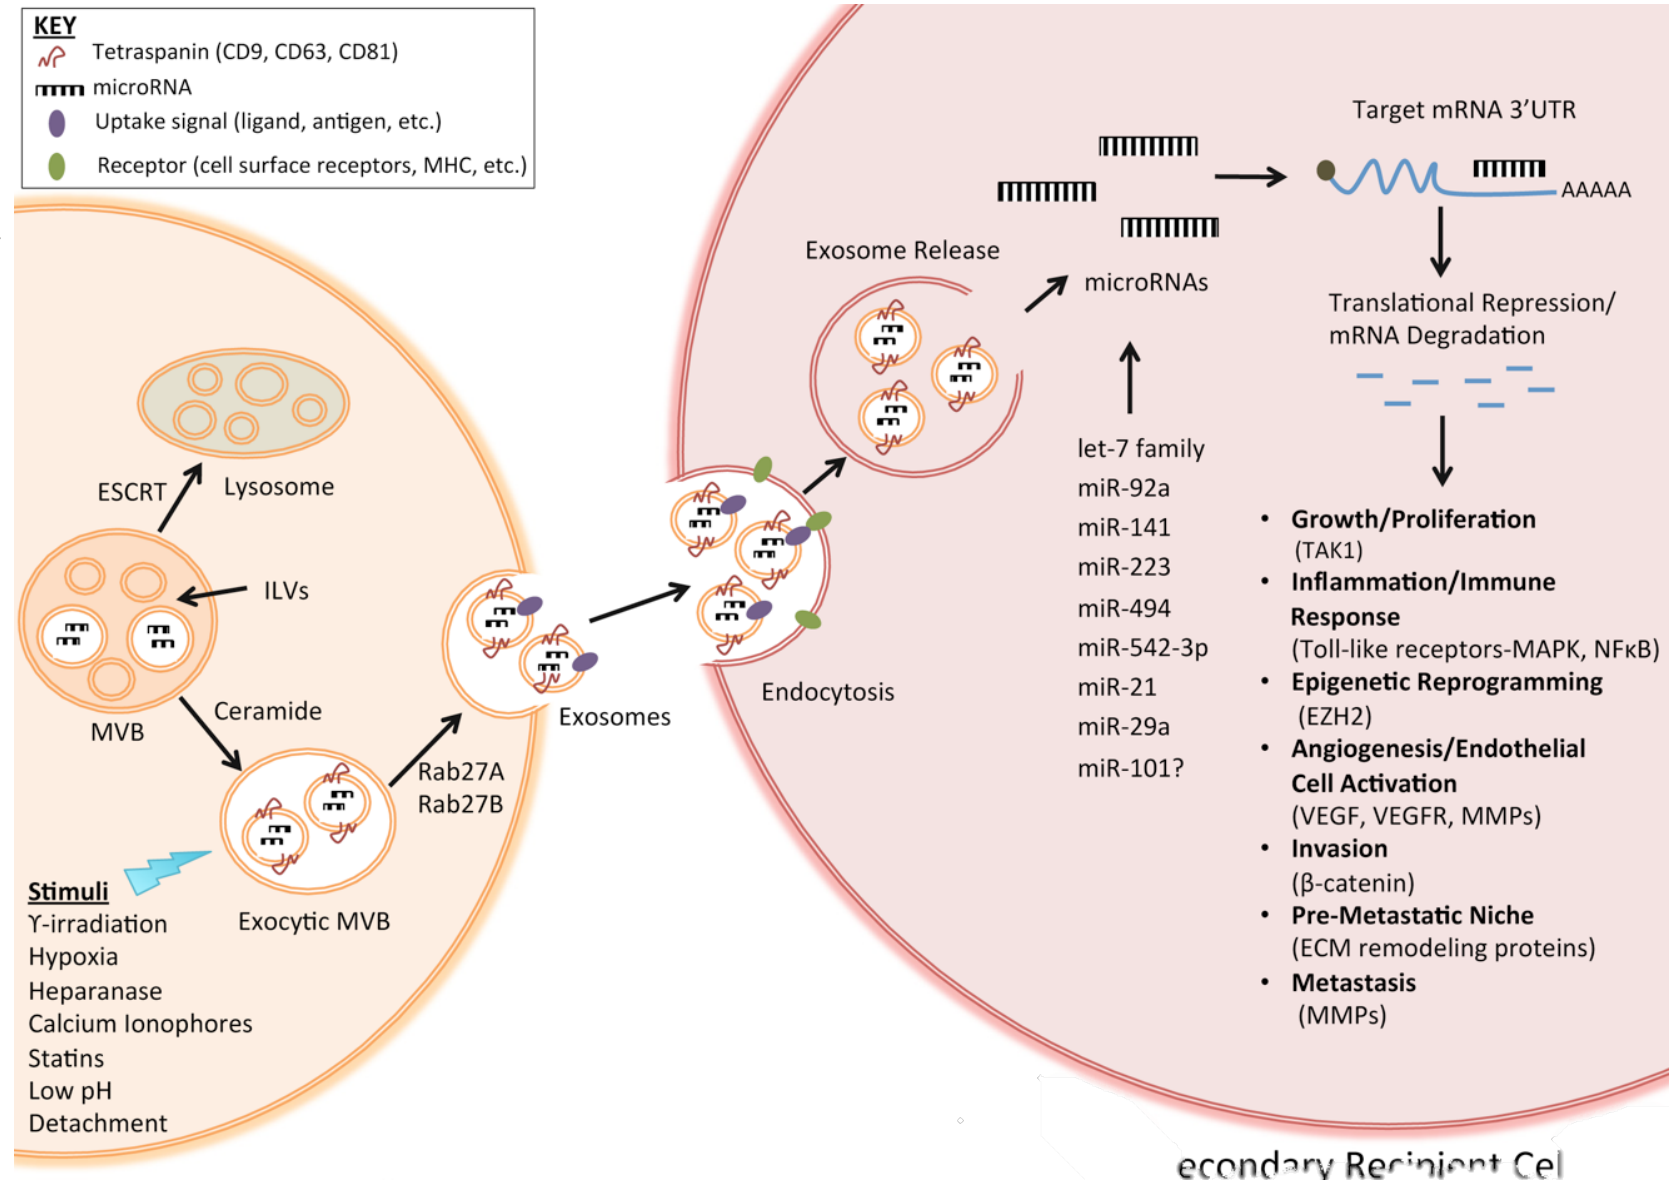 KEY
Tetraspanin (CD9, CD63, CD81)
microRNA
Uptake signal (ligand, antigen, etc.)
Receptor (cell surface receptors, MHC, etc.)
Lysosome
ESCRT
ILVs
MVB
Ceramide
Rab27A
Rab27B
Exocytic MVB
Stimuli
ϒ-irradiation
Hypoxia
Heparanase
Calcium Ionophores
Statins
Low pH
Detachment
Exosomes
Endocytosis
Exosome Release
microRNAs
let-7 family
miR-92a
miR-141
miR-223
miR-494
miR-542-3p
miR-21
miR-29a
miR-101?
Target mRNA 3’UTR
AAAAA
Translational Repression/
mRNA Degradation
• Growth/Proliferation
(TAK1)
• Inflammation/Immune
Response
(Toll-like receptors-MAPK, NFκB)
• Epigenetic Reprogramming
(EZH2)
• Angiogenesis/Endothelial
Cell Activation
(VEGF, VEGFR, MMPs)
• Invasion
(β-catenin)
• Pre-Metastatic Niche
(ECM remodeling proteins)
• Metastasis
(MMPs)
econdary Recipient Cel